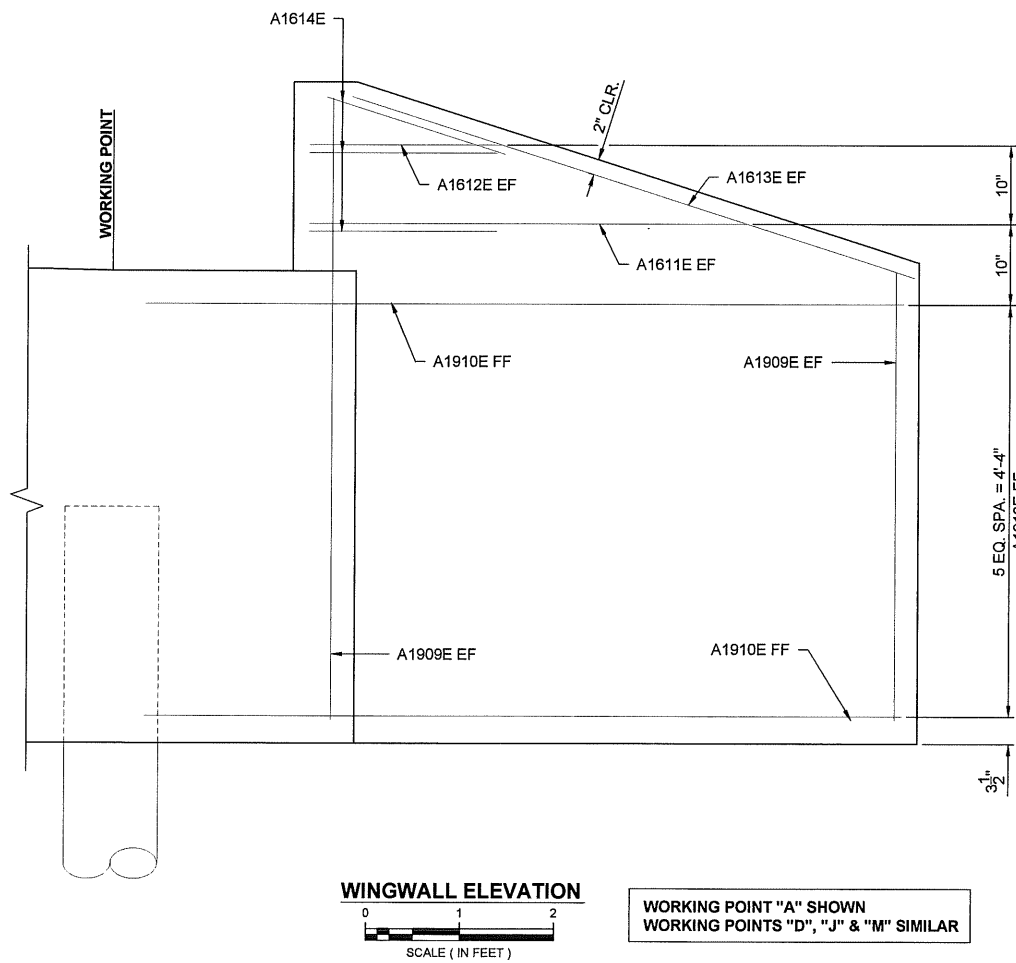 A1614E
WORKING POINT
2" CLR.
A1612E EF
A1613E EF
10"
A1611E EF
10"
A1910E FF
A1909E EF
5 EQ. SPA. = 4'-4"
A1909E EF
A1910E FF
3 1/2"
WINGWALL ELEVATION
0 1 2
SCALE ( IN FEET )
WORKING POINT "A" SHOWN
WORKING POINTS "D", "J" & "M" SIMILAR